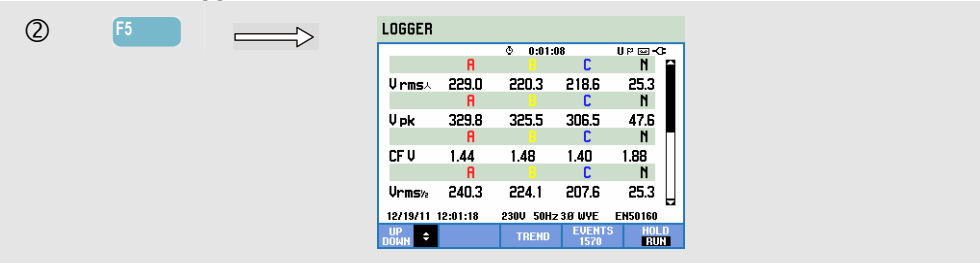 ② F5 LOGGER
0:01:08 U
A B C N
Vrms 229.0 220.3 218.6 25.3
A B C N
Vpk 329.8 325.5 306.5 47.6
A B C N
CF V 1.44 1.48 1.40 1.88
A B C N
Vrms½ 240.3 224.1 207.6 25.3
12/19/11 12:01:18 230V 50Hz 3Ø WYE EN50160
UP DOWN TREND EVENTS 1570 HOLD RUN